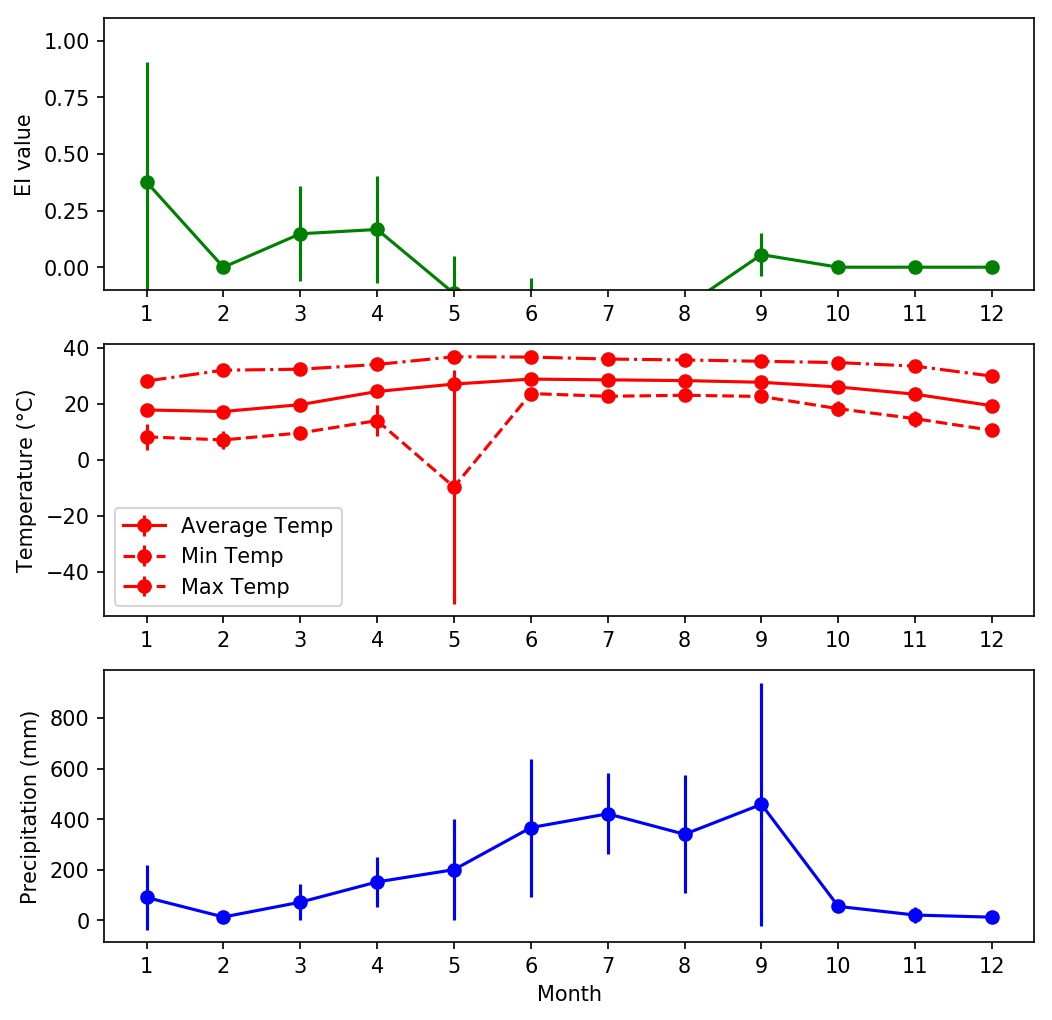 1.00
0.75
0.50
0.25
0.00
EI value
1 2 3 4 5 6 7 8 9 10 11 12
40
20
0
−20
−40
Temperature (°C)
Average Temp
Min Temp
Max Temp
1 2 3 4 5 6 7 8 9 10 11 12
800
600
400
200
0
Precipitation (mm)
1 2 3 4 5 6 7 8 9 10 11 12
Month